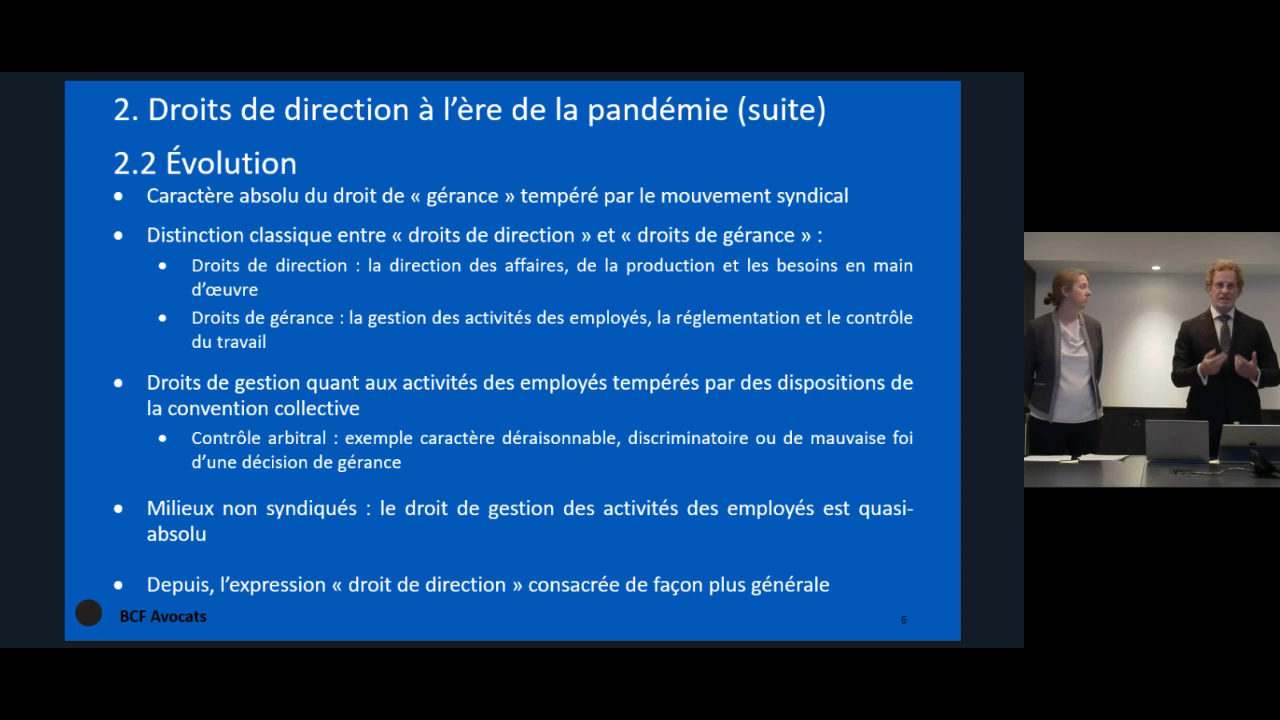 2. Droits de direction à l’ère de la pandémie (suite)
2.2 Évolution
• Caractère absolu du droit de « gérance » tempéré par le mouvement syndical
• Distinction classique entre « droits de direction » et « droits de gérance » :
• Droits de direction : la direction des affaires, de la production et les besoins en main
d’œuvre
• Droits de gérance : la gestion des activités des employés, la réglementation et le contrôle
du travail
• Droits de gestion quant aux activités des employés tempérés par des dispositions de
la convention collective
• Contrôle arbitral : exemple caractère déraisonnable, discriminatoire ou de mauvaise foi
d’une décision de gérance
• Milieux non syndiqués : le droit de gestion des activités des employés est quasi-
absolu
• Depuis, l’expression « droit de direction » consacrée de façon plus générale
BCF Avocats
6